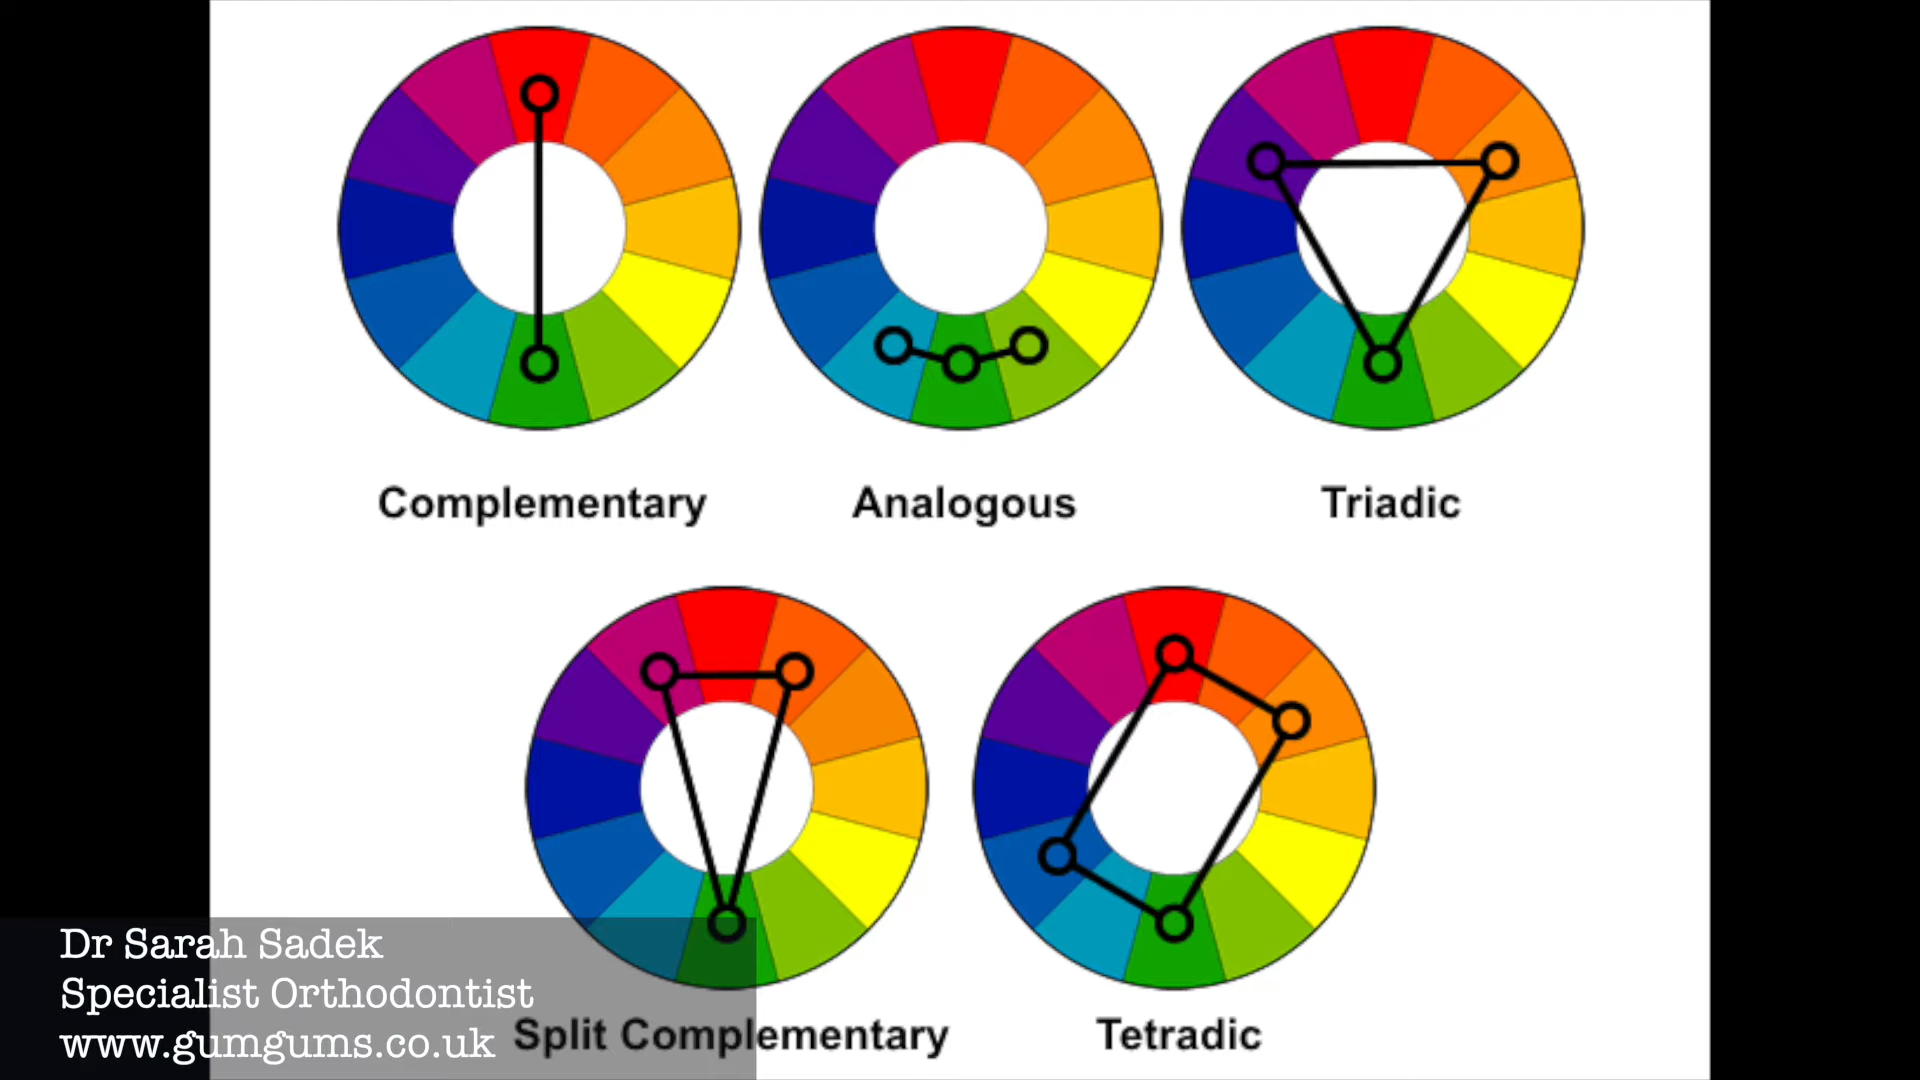 Complementary
Analogous
Triadic
Split Complementary
Tetradic
Dr Sarah Sadek
Specialist Orthodontist
www.gumgums.co.uk